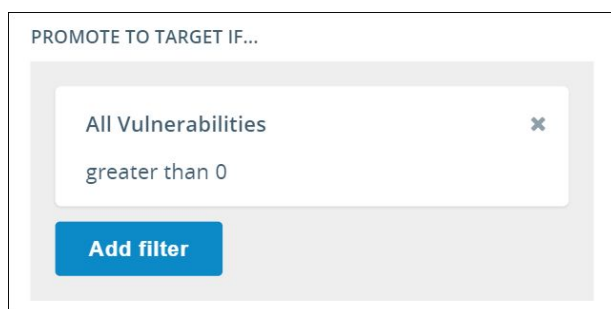 PROMOTE TO TARGET IF...
All Vulnerabilities
greater than 0
Add filter